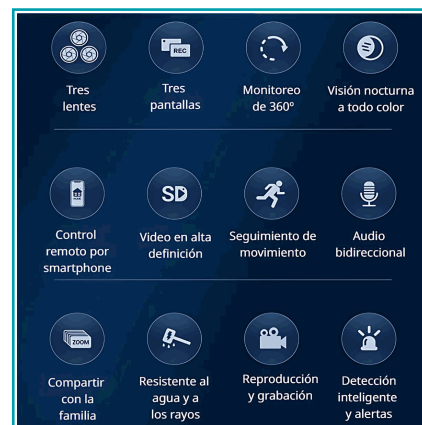 REC
Tres
lentes
Tres
pantallas
Monitoreo
de 360º
Visión nocturna
a todo color
SD
Control
remoto por
smartphone
Video en alta
definición
Seguimiento de
movimiento
Audio
bidireccional
ZOOM
Compartir
con la
familia
Resistente al
agua y a
los rayos
Reproducción
y grabación
Detección
inteligente
y alertas